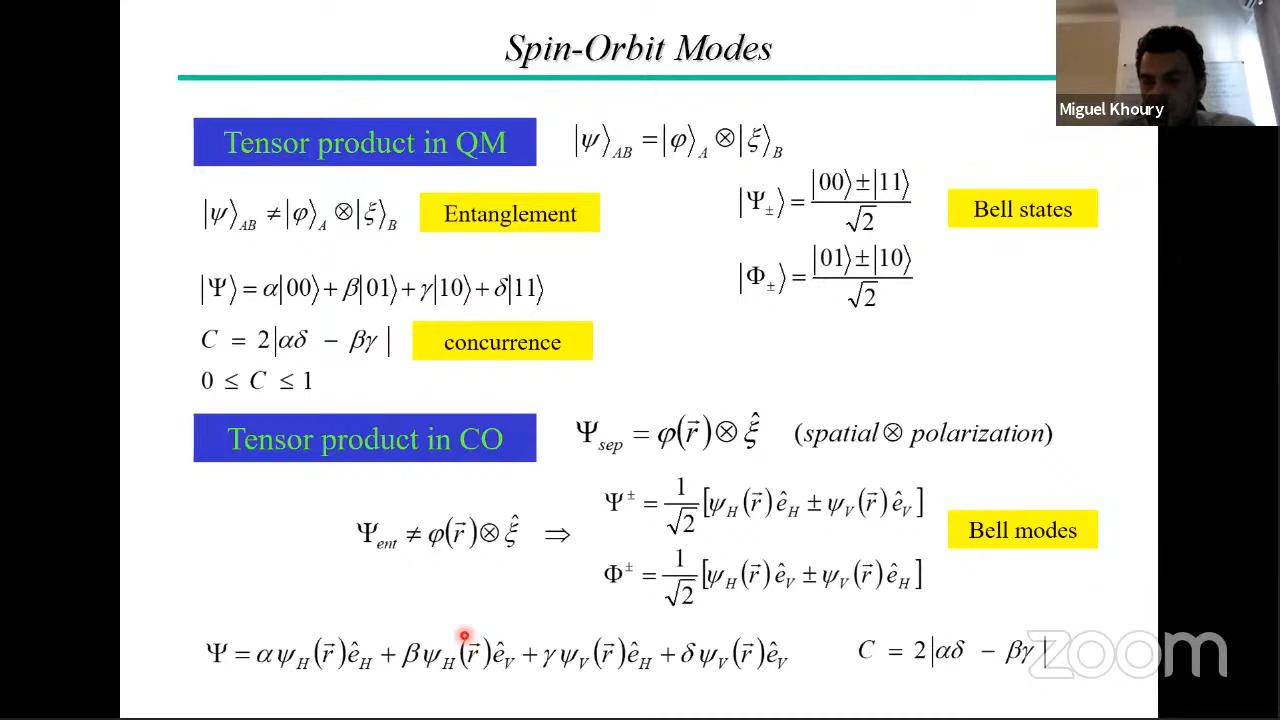 Spin-Orbit Modes
Miguel Khoury
Tensor product in QM
|ψ⟩_AB = |φ⟩_A ⊗ |ξ⟩_B
|ψ⟩_AB ≠ |φ⟩_A ⊗ |ξ⟩_B
Entanglement
|Ψ±⟩ = (|00⟩ ± |11⟩)/√2
Bell states
|Φ±⟩ = (|01⟩ ± |10⟩)/√2
|Ψ⟩ = α|00⟩ + β|01⟩ + γ|10⟩ + δ|11⟩
C = 2|αδ − βγ|
concurrence
0 ≤ C ≤ 1
Tensor product in CO
Ψ_sep = φ(r⃗) ⊗ ξ̂ (spatial ⊗ polarization)
Ψ_ent ≠ φ(r⃗) ⊗ ξ̂ ⇒
Ψ^± = 1/√2 [ψ_H(r⃗)ê_H ± ψ_V(r⃗)ê_V]
Bell modes
Φ^± = 1/√2 [ψ_H(r⃗)ê_V ± ψ_V(r⃗)ê_H]
Ψ = αψ_H(r⃗)ê_H + βψ_H(r⃗)ê_V + γψ_V(r⃗)ê_H + δψ_V(r⃗)ê_V
C = 2|αδ − βγ|
zoom